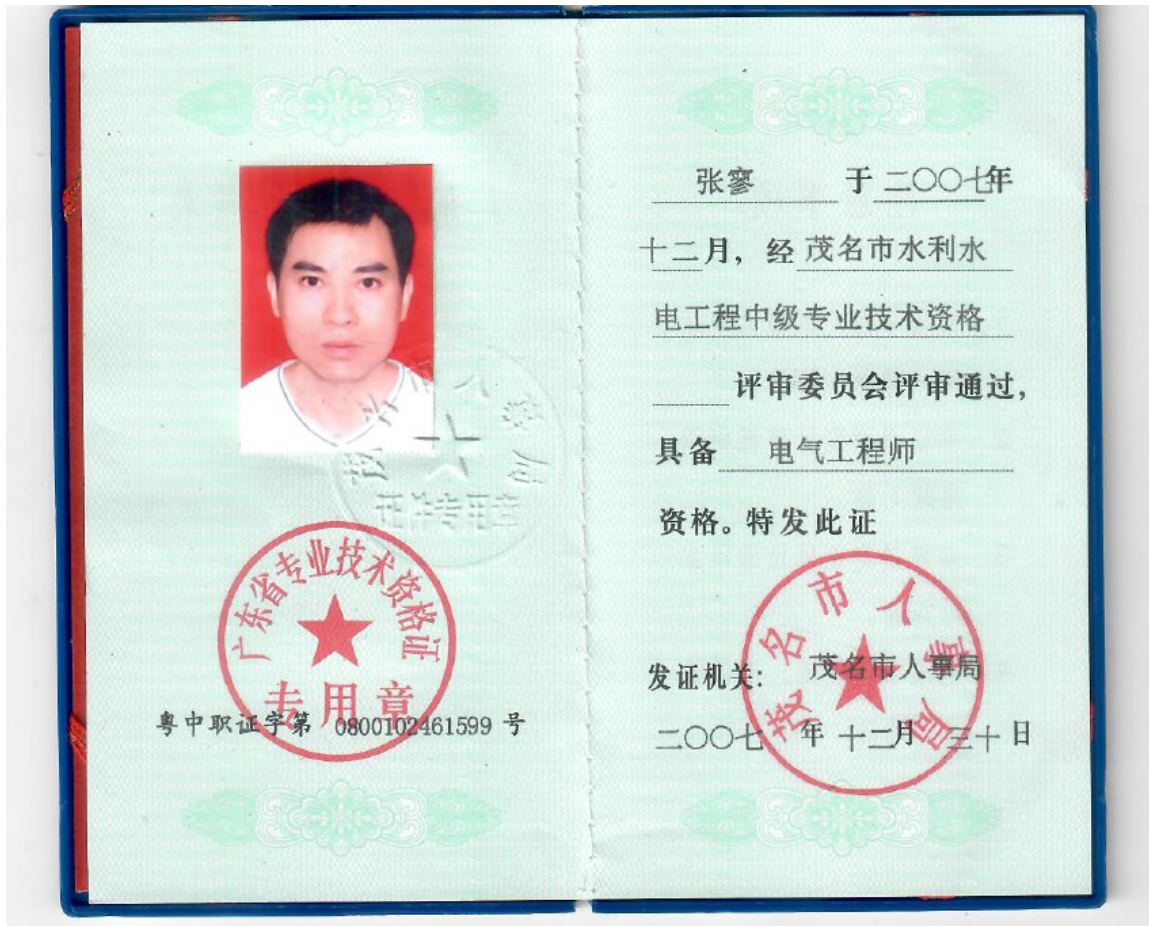 广东省专业技术资格证
专用章
粤中职证字第 0800102461599 号
证件专用章
张寥 于 二〇〇七年
十二月，经 茂名市水利水
电工程中级专业技术资格
评审委员会评审通过，
具备 电气工程师
资格。特发此证
茂名市人事局
发证机关： 茂名市人事局
二〇〇七 年 十二月 三十 日